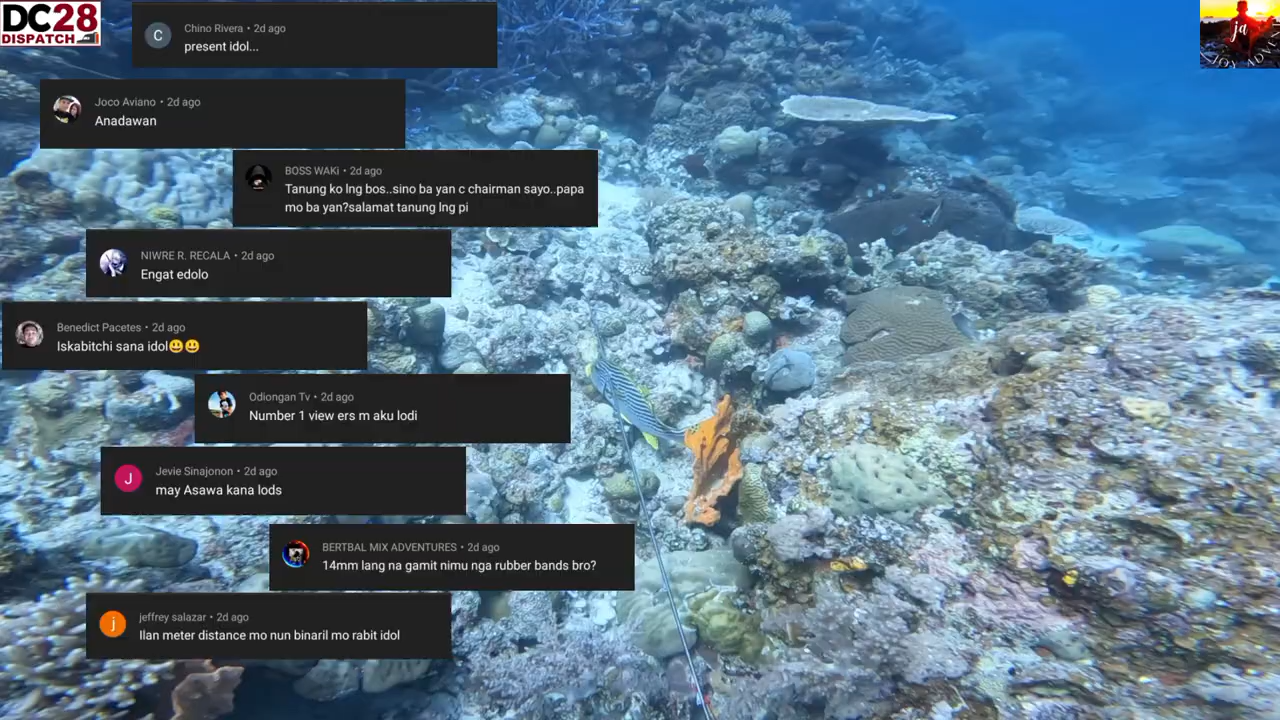 DC28
DISPATCH
C
Chino Rivera • 2d ago
present idol...
ja
Joco Aviano • 2d ago
Anadawan
BOSS WAKi • 2d ago
Tanung ko lng bos..sino ba yan c chairman sayo..papa
mo ba yan?salamat tanung lng pi
NIWRE R. RECALA • 2d ago
Engat edolo
Benedict Pacetes • 2d ago
Iskabitchi sana idol😃😃
Odiongan Tv • 2d ago
Number 1 view ers m aku lodi
J
Jevie Sinajonon • 2d ago
may Asawa kana lods
BERTBAL MIX ADVENTURES • 2d ago
14mm lang na gamit nimu nga rubber bands bro?
j
jeffrey salazar • 2d ago
Ilan meter distance mo nun binaril mo rabit idol